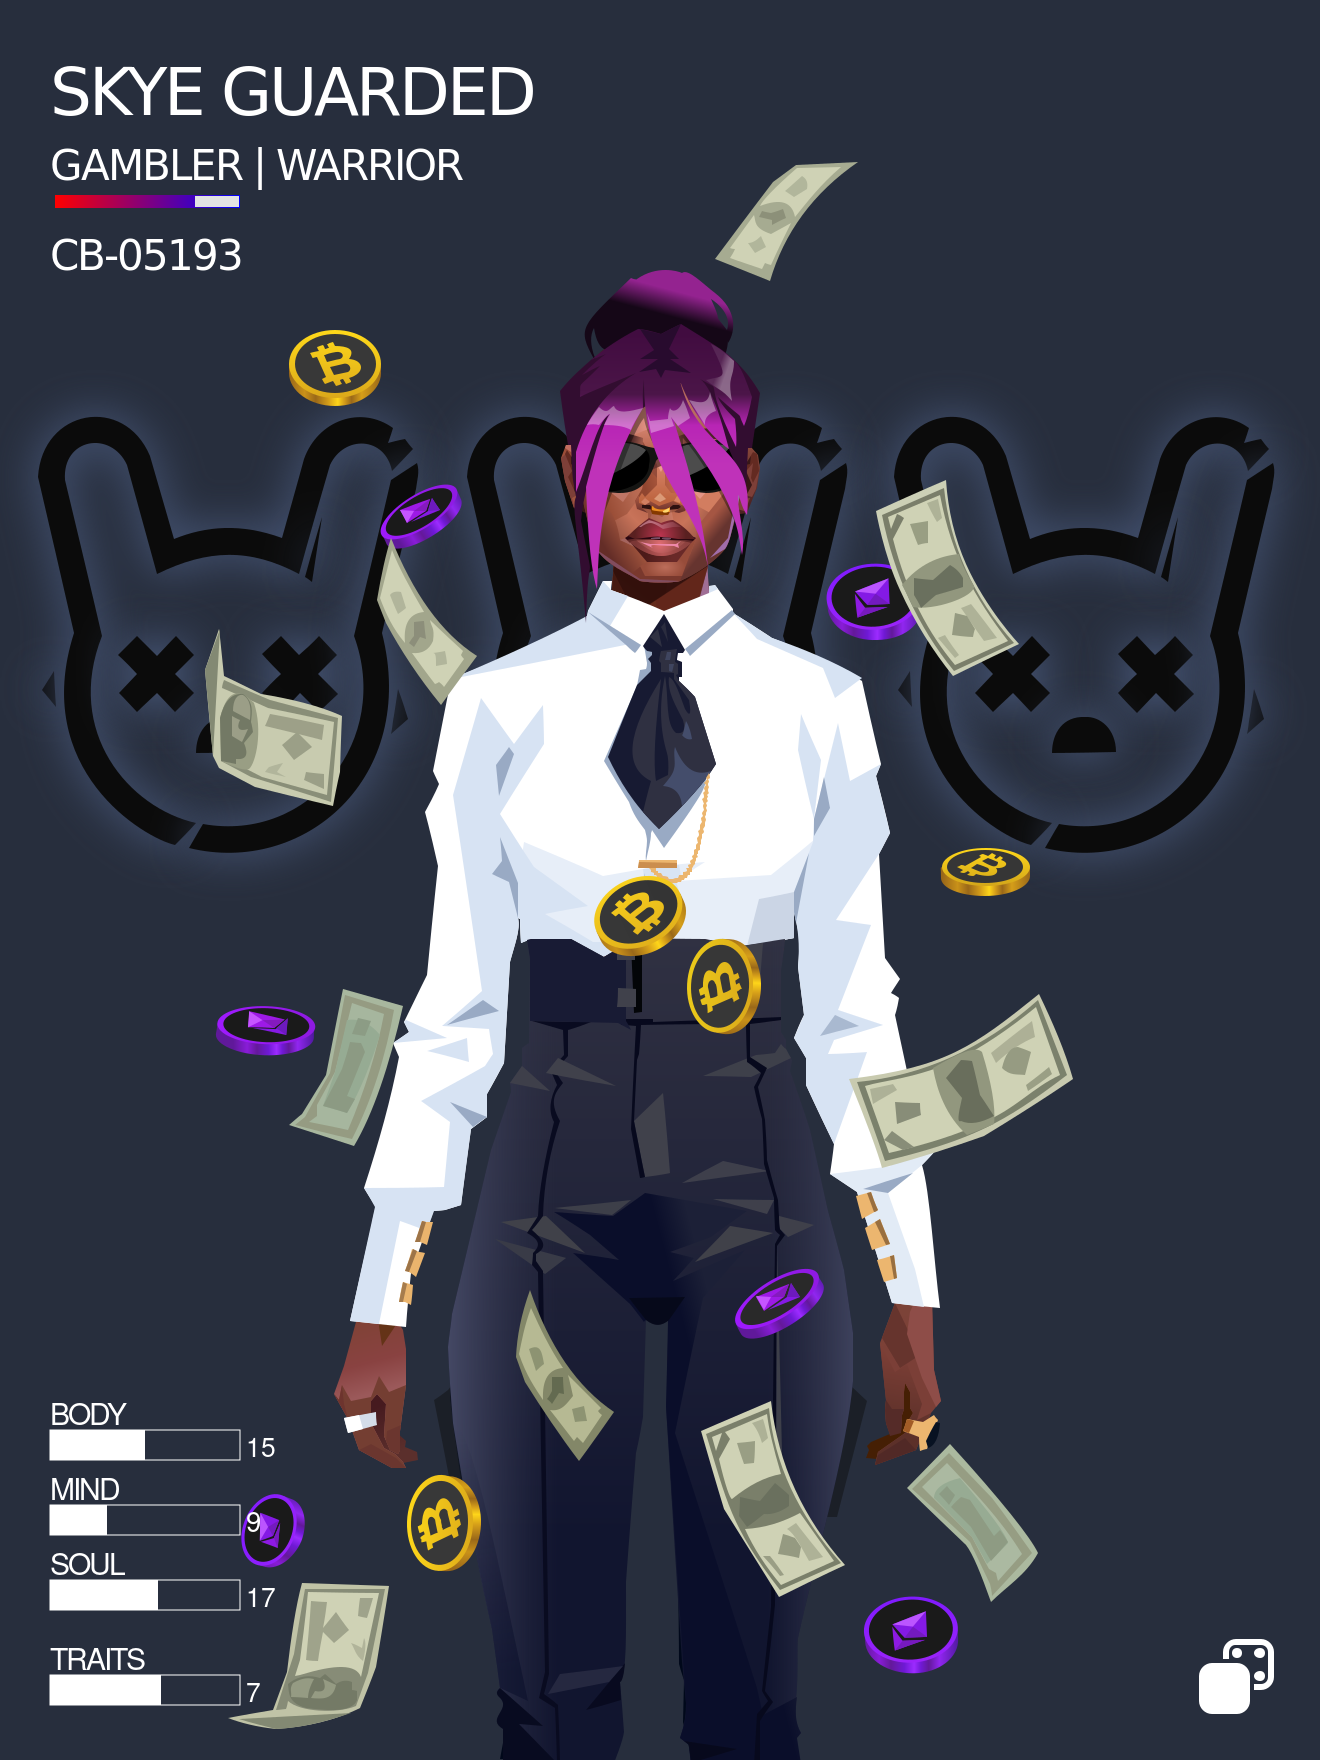 SKYE GUARDED
GAMBLER | WARRIOR
CB-05193
BODY
15
MIND
9
SOUL
17
TRAITS
7